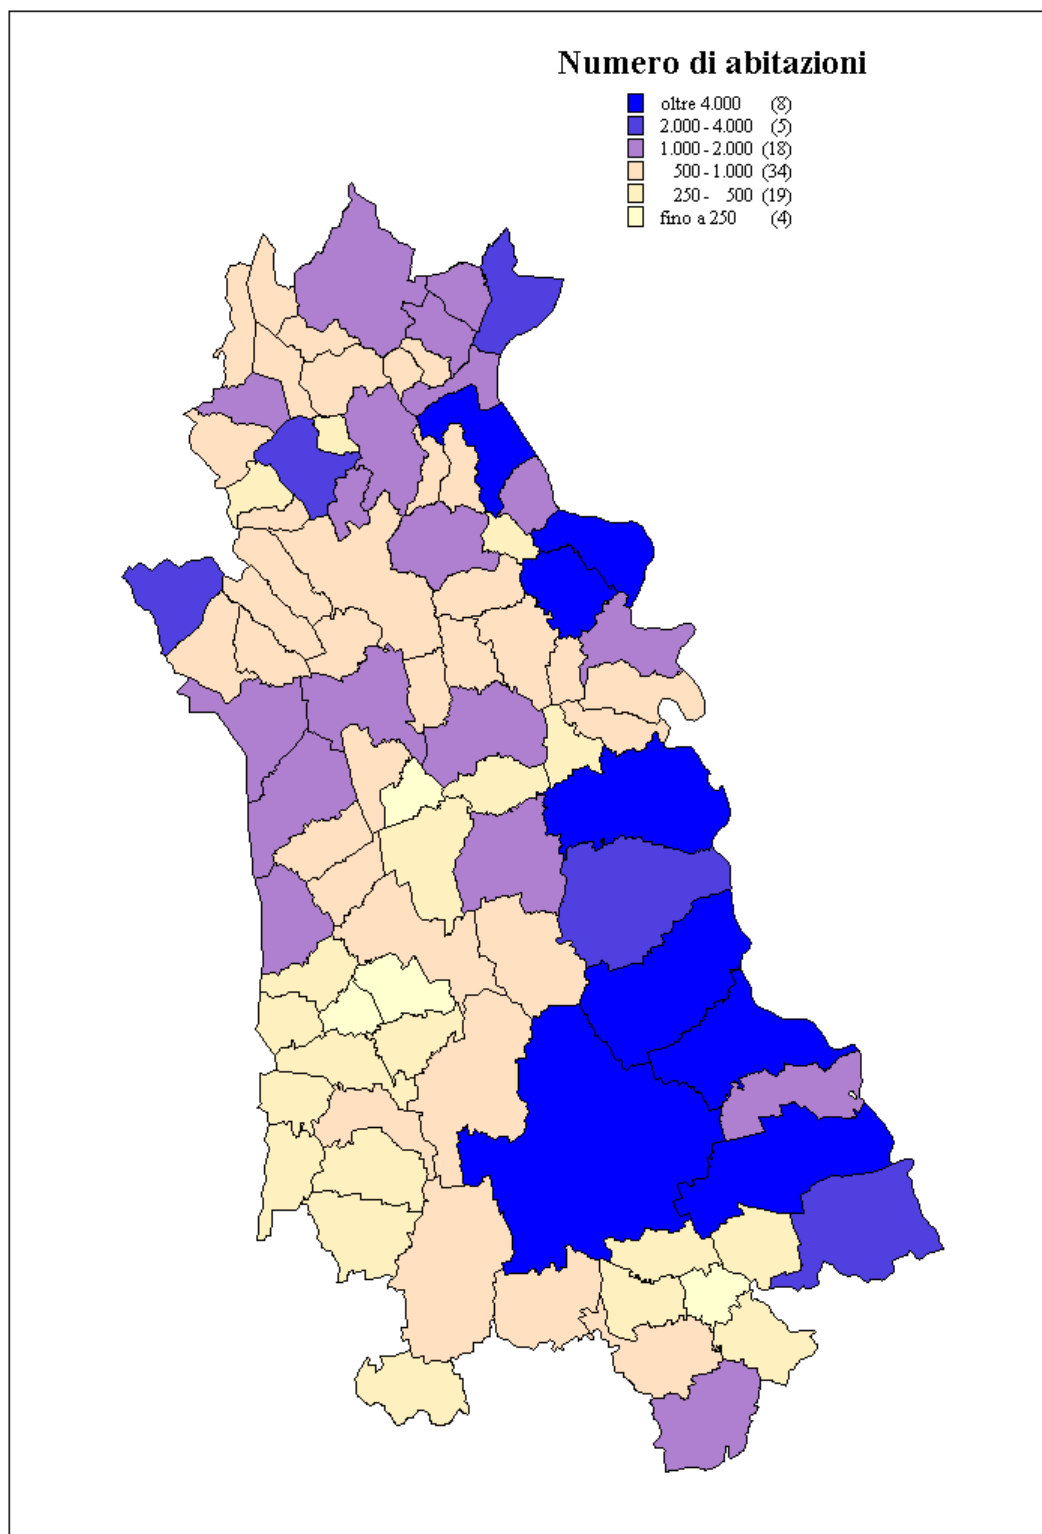 Numero di abitazioni
oltre 4.000 (8)
2.000 - 4.000 (5)
1.000 - 2.000 (18)
500 - 1.000 (34)
250 - 500 (19)
fino a 250 (4)